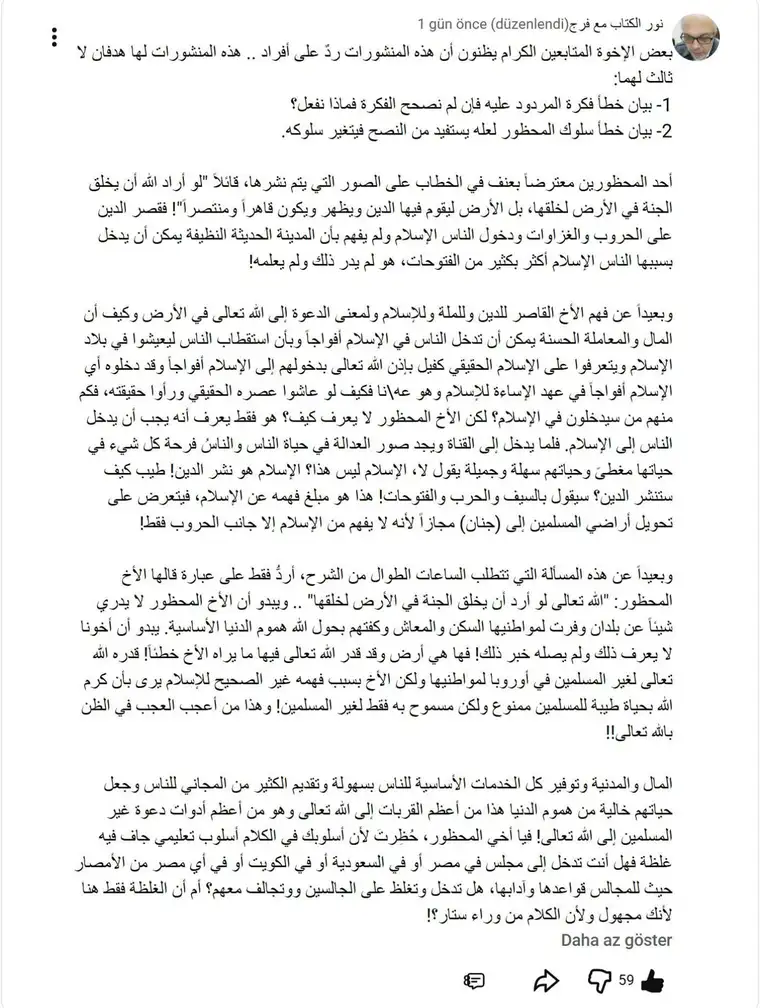 نور الكتاب مع فرج 1 gün önce (düzenlendi)
بعض الإخوة المتابعين الكرام يظنون أن هذه المنشورات ردّ على أفراد .. هذه المنشورات لها هدفان لا
ثالث لهما:
1- بيان خطأ فكرة المردود عليه فإن لم نصحح الفكرة فماذا نفعل؟
2- بيان خطأ سلوك المحظور لعله يستفيد من النصح فيتغير سلوكه.
أحد المحظورين معترضاً بعنف في الخطاب على الصور التي يتم نشرها، قائلاً "لو أراد الله أن يخلق
الجنة في الأرض لخلقها، بل الأرض ليقوم فيها الدين ويظهر ويكون قاهراً ومنتصراً"! فقصر الدين
على الحروب والغزاوات ودخول الناس الإسلام ولم يفهم بأن المدينة الحديثة النظيفة يمكن أن يدخل
بسببها الناس الإسلام أكثر بكثير من الفتوحات، هو لم يدر ذلك ولم يعلمه!
وبعيداً عن فهم الأخ القاصر للدين وللملة وللإسلام ولمعنى الدعوة إلى الله تعالى في الأرض وكيف أن
المال والمعاملة الحسنة يمكن أن تدخل الناس في الإسلام أفواجاً وبأن استقطاب الناس ليعيشوا في بلاد
الإسلام ويتعرفوا على الإسلام الحقيقي كفيل بإذن الله تعالى بدخولهم إلى الإسلام أفواجاً وقد دخلوه أي
الإسلام أفواجاً في عهد الإساءة للإسلام وهو عه\نا فكيف لو عاشوا عصره الحقيقي ورأوا حقيقته، فكم
منهم من سيدخلون في الإسلام؟ لكن الأخ المحظور لا يعرف كيف؟ هو فقط يعرف أنه يجب أن يدخل
الناس إلى الإسلام. فلما يدخل إلى القناة ويجد صور العدالة في حياة الناس والناسُ فرحة كل شيء في
حياتها مغطىً وحياتهم سهلة وجميلة يقول لا، الإسلام ليس هذا؟ الإسلام هو نشر الدين! طيب كيف
ستنشر الدين؟ سيقول بالسيف والحرب والفتوحات! هذا هو مبلغ فهمه عن الإسلام، فيتعرض على
تحويل أراضي المسلمين إلى (جنان) مجازاً لأنه لا يفهم من الإسلام إلا جانب الحروب فقط!
وبعيداً عن هذه المسألة التي تتطلب الساعات الطوال من الشرح، أردُّ فقط على عبارة قالها الأخ
المحظور: "الله تعالى لو أرد أن يخلق الجنة في الأرض لخلقها" .. ويبدو أن الأخ المحظور لا يدري
شيئاً عن بلدان وفرت لمواطنيها السكن والمعاش وكفتهم بحول الله هموم الدنيا الأساسية. يبدو أن أخونا
لا يعرف ذلك ولم يصله خبر ذلك! فها هي أرض وقد قدر الله تعالى فيها ما يراه الأخ خطئاً! قدره الله
تعالى لغير المسلمين في أوروبا لمواطنيها ولكن الأخ بسبب فهمه غير الصحيح للإسلام يرى بأن كرم
الله بحياة طيبة للمسلمين ممنوع ولكن مسموح به فقط لغير المسلمين! وهذا من أعجب العجب في الظن
بالله تعالى!!
المال والمدنية وتوفير كل الخدمات الأساسية للناس بسهولة وتقديم الكثير من المجاني للناس وجعل
حياتهم خالية من هموم الدنيا هذا من أعظم القربات إلى الله تعالى وهو من أعظم أدوات دعوة غير
المسلمين إلى الله تعالى! فيا أخي المحظور، حُظِرتَ لأن أسلوبك في الكلام أسلوب تعليمي جاف فيه
غلظة فهل أنت تدخل إلى مجلس في مصر أو في السعودية أو في الكويت أو في أي مصر من الأمصار
حيث للمجالس قواعدها وآدابها، هل تدخل وتغلظ على الجالسين ووتجالف معهم؟ أم أن الغلظة فقط هنا
لأنك مجهول ولأن الكلام من وراء ستار؟!
Daha az göster
59